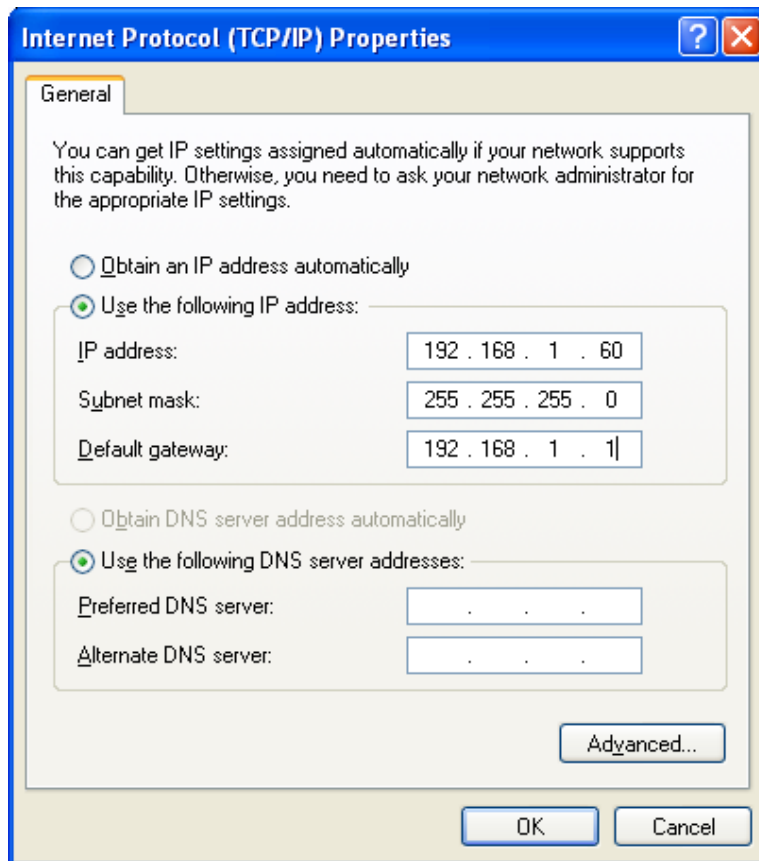 Internet Protocol (TCP/IP) Properties
General
You can get IP settings assigned automatically if your network supports
this capability. Otherwise, you need to ask your network administrator for
the appropriate IP settings.
Obtain an IP address automatically
Use the following IP address:
IP address: 192 . 168 . 1 . 60
Subnet mask: 255 . 255 . 255 . 0
Default gateway: 192 . 168 . 1 . 1
Obtain DNS server address automatically
Use the following DNS server addresses:
Preferred DNS server: . . .
Alternate DNS server: . . .
Advanced...
OK Cancel